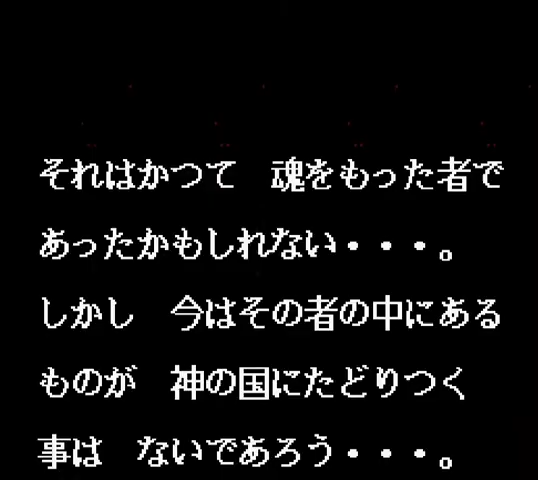 それはかつて　魂をもった者で
あったかもしれない・・・。
しかし　今はその者の中にある
ものが　神の国にたどりつく
事は　ないであろう・・・。